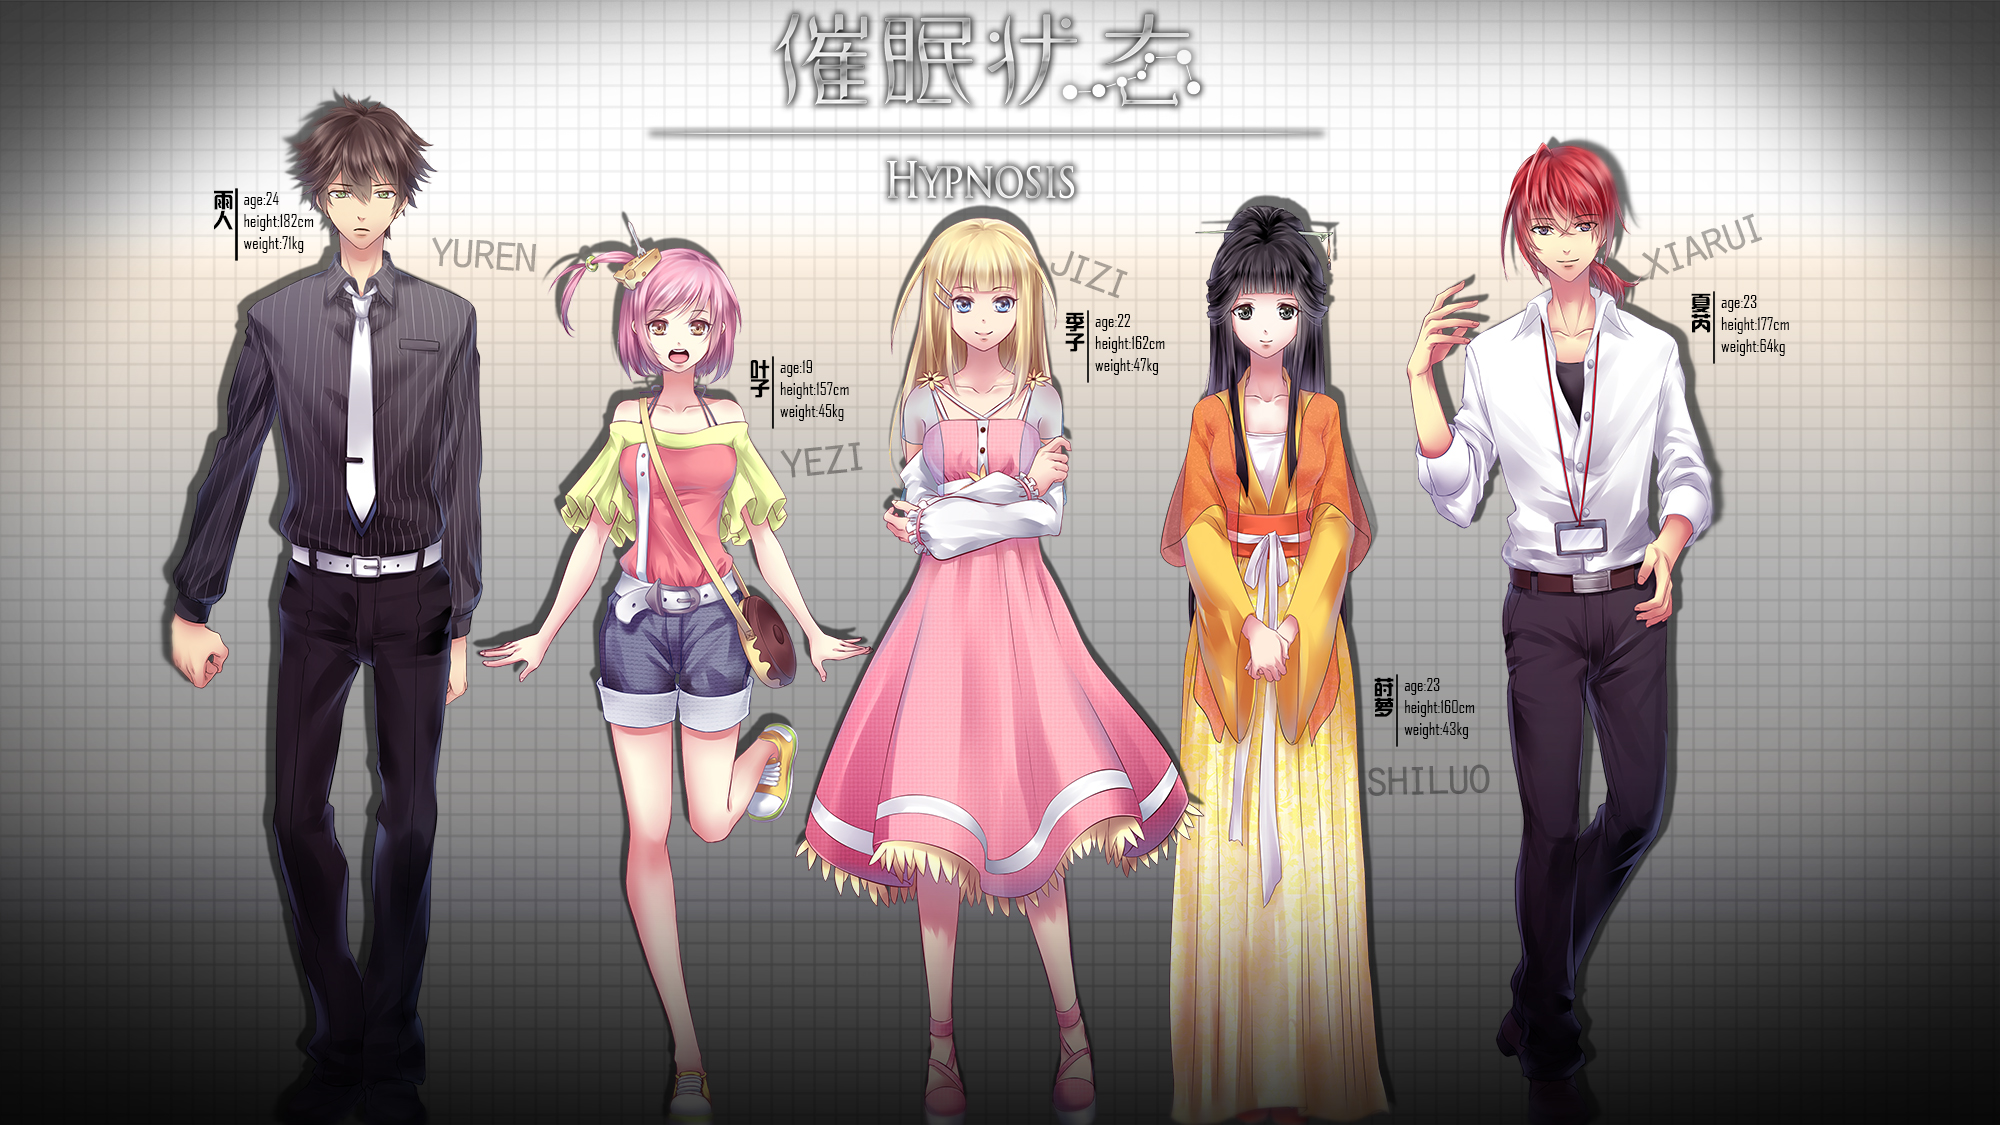 催眠状态
HYPNOSIS
雨人
age:24
height:182cm
weight:71kg
YUREN
叶子
age:19
height:157cm
weight:45kg
YEZI
JIZI
季子
age:22
height:162cm
weight:47kg
莳萝
age:23
height:160cm
weight:43kg
SHILUO
XIARUI
夏芮
age:23
height:177cm
weight:64kg